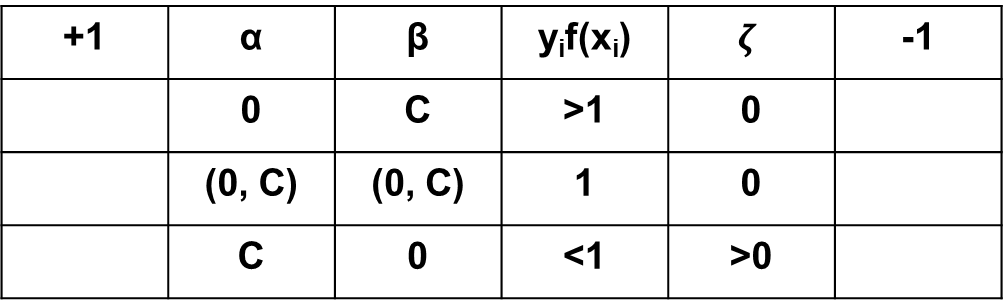 +1 α β yᵢf(xᵢ) ζ -1
0 C >1 0
(0, C) (0, C) 1 0
C 0 <1 >0